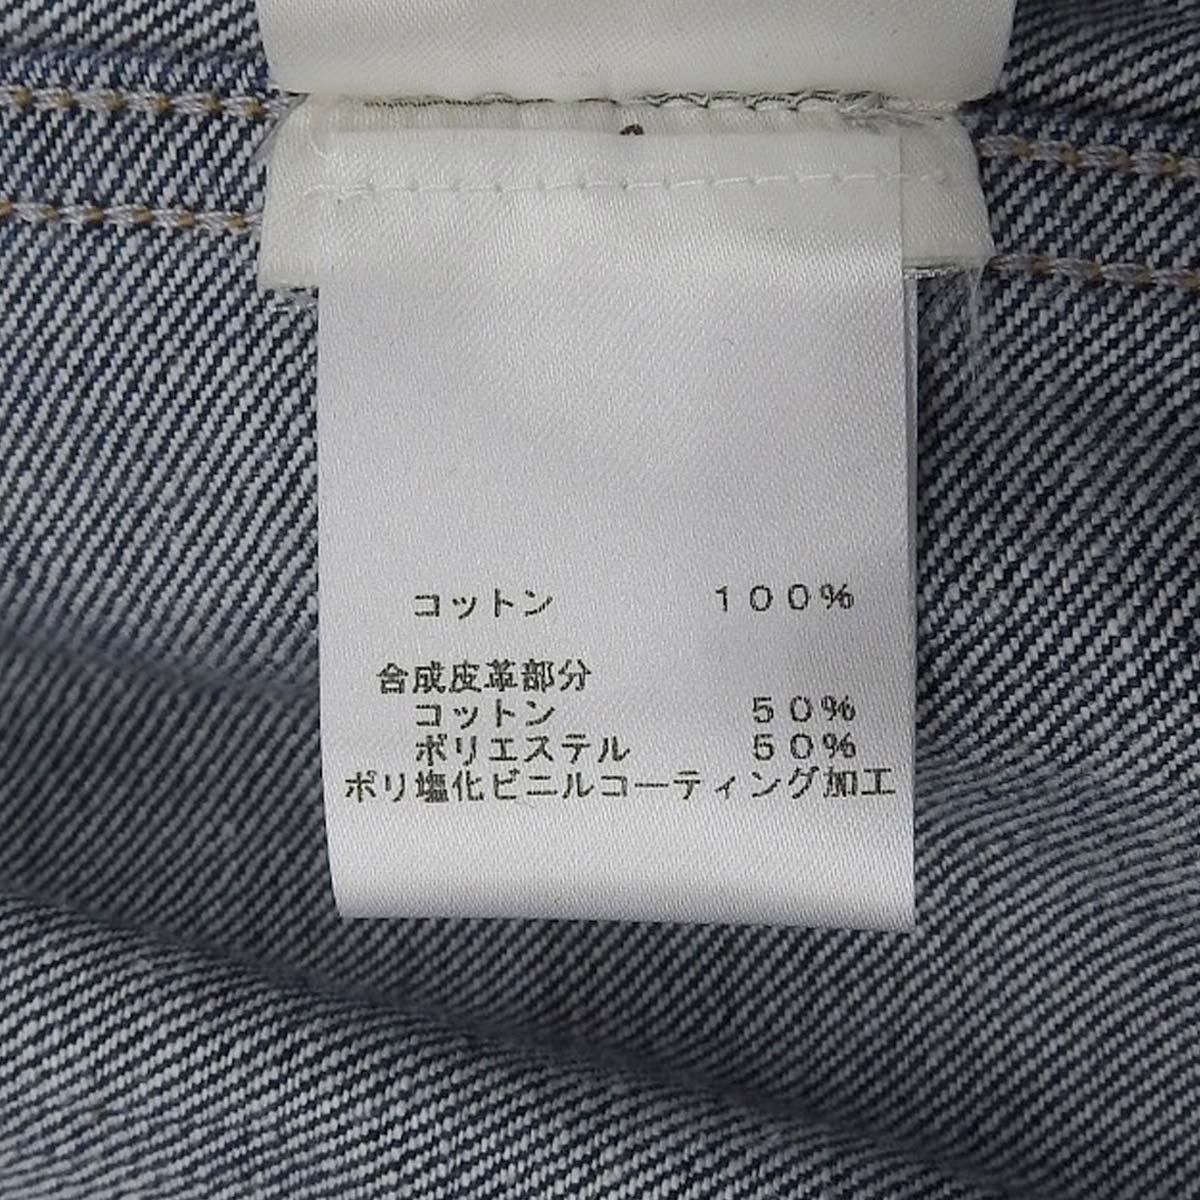 コットン 100%
合成皮革部分
コットン 50%
ポリエステル 50%
ポリ塩化ビニルコーティング加工